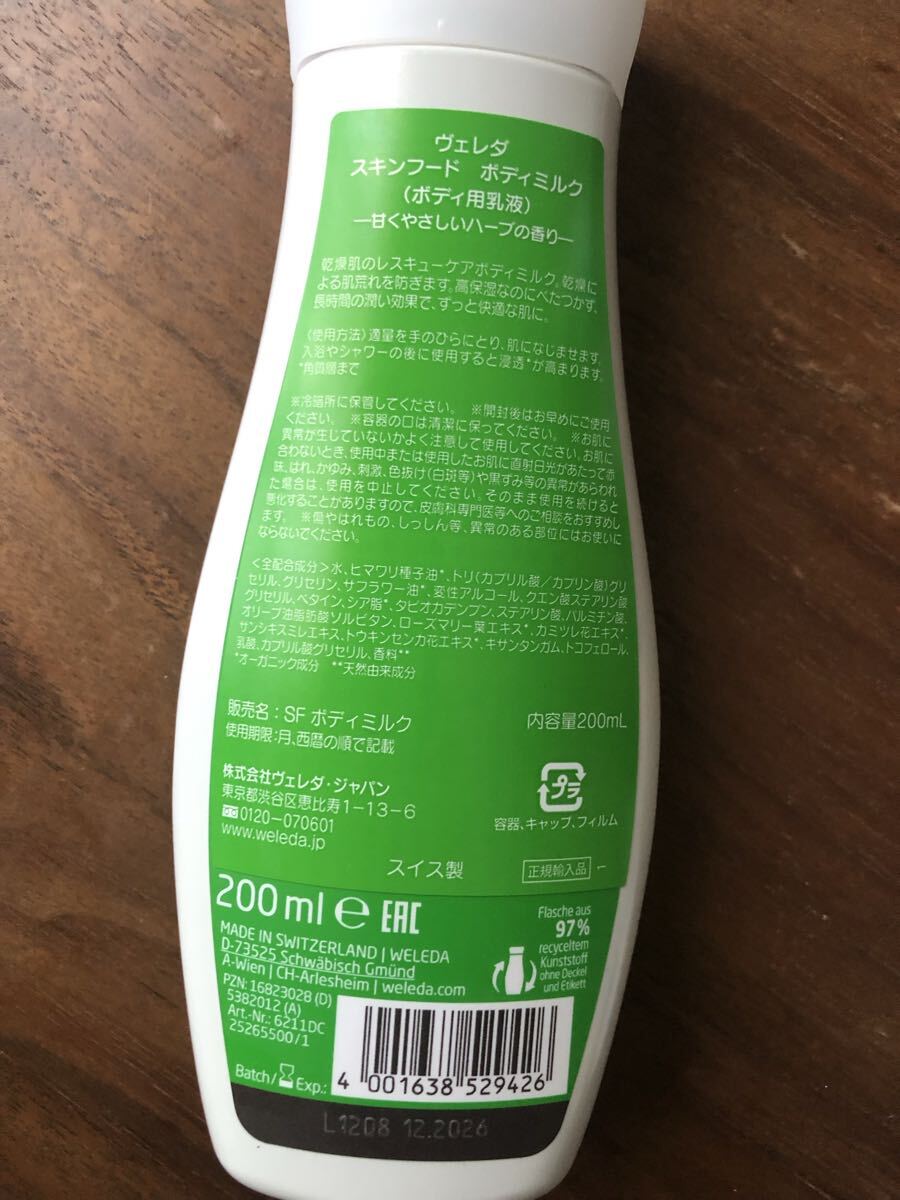 ヴェレダ
スキンフード ボディミルク
(ボディ用乳液)
―甘くやさしいハーブの香り―
乾燥肌のレスキューケアボディミルク。乾燥に
よる肌荒れを防ぎます。高保湿なのにべたつかず、
長時間の潤い効果で、ずっと快適な肌に。
〈使用方法〉適量を手のひらにとり、肌になじませます。
入浴やシャワーの後に使用すると浸透*が高まります。
*角質層まで
※冷暗所に保管してください。 ※開封後はお早めにご使用
ください。 ※容器の口は清潔に保ってください。 ※お肌に
異常が生じていないかよく注意して使用してください。お肌に
合わないとき、使用中または使用したお肌に直射日光があたって赤
味、はれ、かゆみ、刺激、色抜け(白斑等)や黒ずみ等の異常があらわれ
た場合は、使用を中止してください。そのまま使用を続けると
悪化することがありますので、皮膚科専門医等へのご相談をおすすめし
ます。 ※傷やはれもの、しっしん等、異常のある部位にはお使いに
ならないでください。
<全配合成分>水、ヒマワリ種子油*、トリ(カプリル酸/カプリン酸)グリ
セリル、グリセリン、サフラワー油*、変性アルコール、クエン酸ステアリン酸
グリセリル、ベタイン、シア脂*、タピオカデンプン、ステアリン酸、パルミチン酸、
オリーブ油脂肪酸ソルビタン、ローズマリー葉エキス*、カミツレ花エキス*、
サンシキスミレエキス、トウキンセンカ花エキス*、キサンタンガム、トコフェロール、
乳酸、カプリル酸グリセリル、香料**
*オーガニック成分 **天然由来成分
販売名:SF ボディミルク 内容量200mL
使用期限:月、西暦の順で記載
株式会社ヴェレダ・ジャパン
東京都渋谷区恵比寿1-13-6
0120-070601
www.weleda.jp
プラ
容器、キャップ、フィルム
スイス製 正規輸入品
200 ml e EAC
MADE IN SWITZERLAND | WELEDA
D-73525 Schwäbisch Gmünd
A-Wien | CH-Arlesheim | weleda.com
PZN: 16823028 (D)
5382012 (A)
Art.-Nr.: 6211DC
25265500/1
Flasche aus
97%
recyceltem
Kunststoff
ohne Deckel
und Etikett
Batch/ Exp.:
4 001638 529426
L1208 12.2026